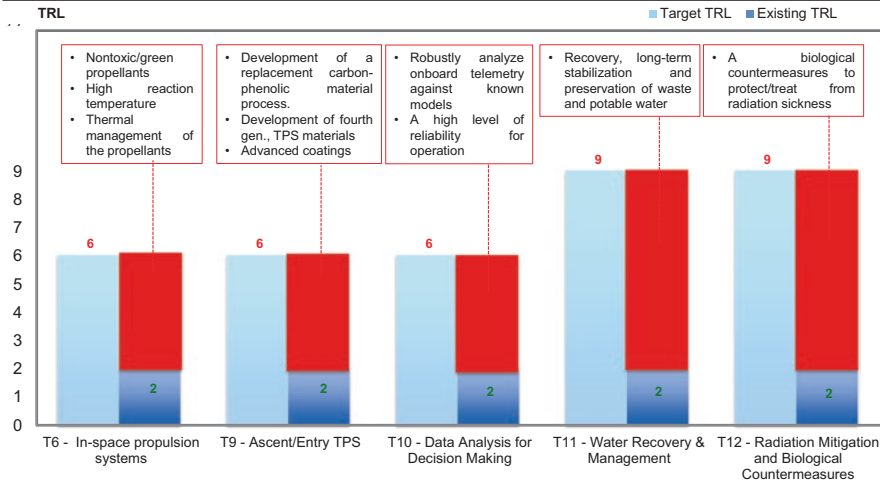 TRL
Target TRL
Existing TRL
• Nontoxic/green
propellants
• High reaction
temperature
• Thermal
management of
the propellants
• Development of a
replacement carbon-
phenolic material
process.
• Development of fourth
gen., TPS materials
• Advanced coatings
• Robustly analyze
onboard telemetry
against known
models
• A high level of
reliability for
operation
• Recovery, long-term
stabilization and
preservation of waste
and potable water
• A biological
countermeasures to
protect/treat from
radiation sickness
9
8
7
6
5
4
3
2
1
0
6
6
6
9
9
2
2
2
2
2
T6 - In-space propulsion
systems
T9 - Ascent/Entry TPS
T10 - Data Analysis for
Decision Making
T11 - Water Recovery &
Management
T12 - Radiation Mitigation
and Biological
Countermeasures